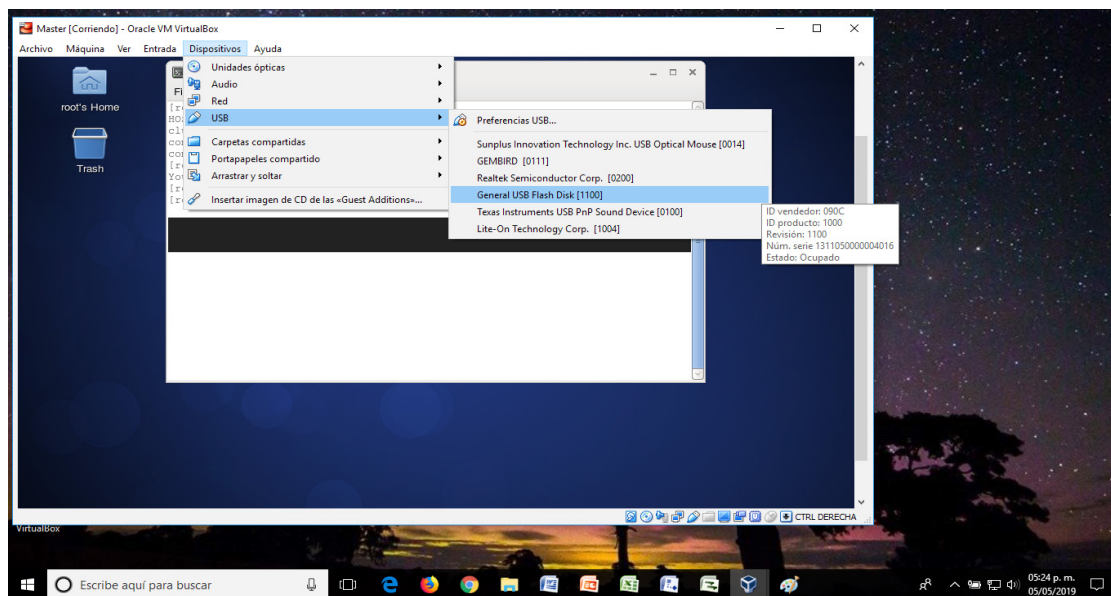 Master [Corriendo] - Oracle VM VirtualBox
Archivo Máquina Ver Entrada Dispositivos Ayuda
root's Home
Trash
Unidades ópticas
Audio
Red
USB
Carpetas compartidas
Portapapeles compartido
Arrastrar y soltar
Insertar imagen de CD de las «Guest Additions»...
Preferencias USB...
Sunplus Innovation Technology Inc. USB Optical Mouse [0014]
GEMBIRD [0111]
Realtek Semiconductor Corp. [0200]
General USB Flash Disk [1100]
Texas Instruments USB PnP Sound Device [0100]
Lite-On Technology Corp. [1004]
ID vendedor: 090C
ID producto: 1000
Revisión: 1100
Núm. serie 1311050000004016
Estado: Ocupado
CTRL DERECHA
VirtualBox
Escribe aquí para buscar
05:24 p. m.
05/05/2019